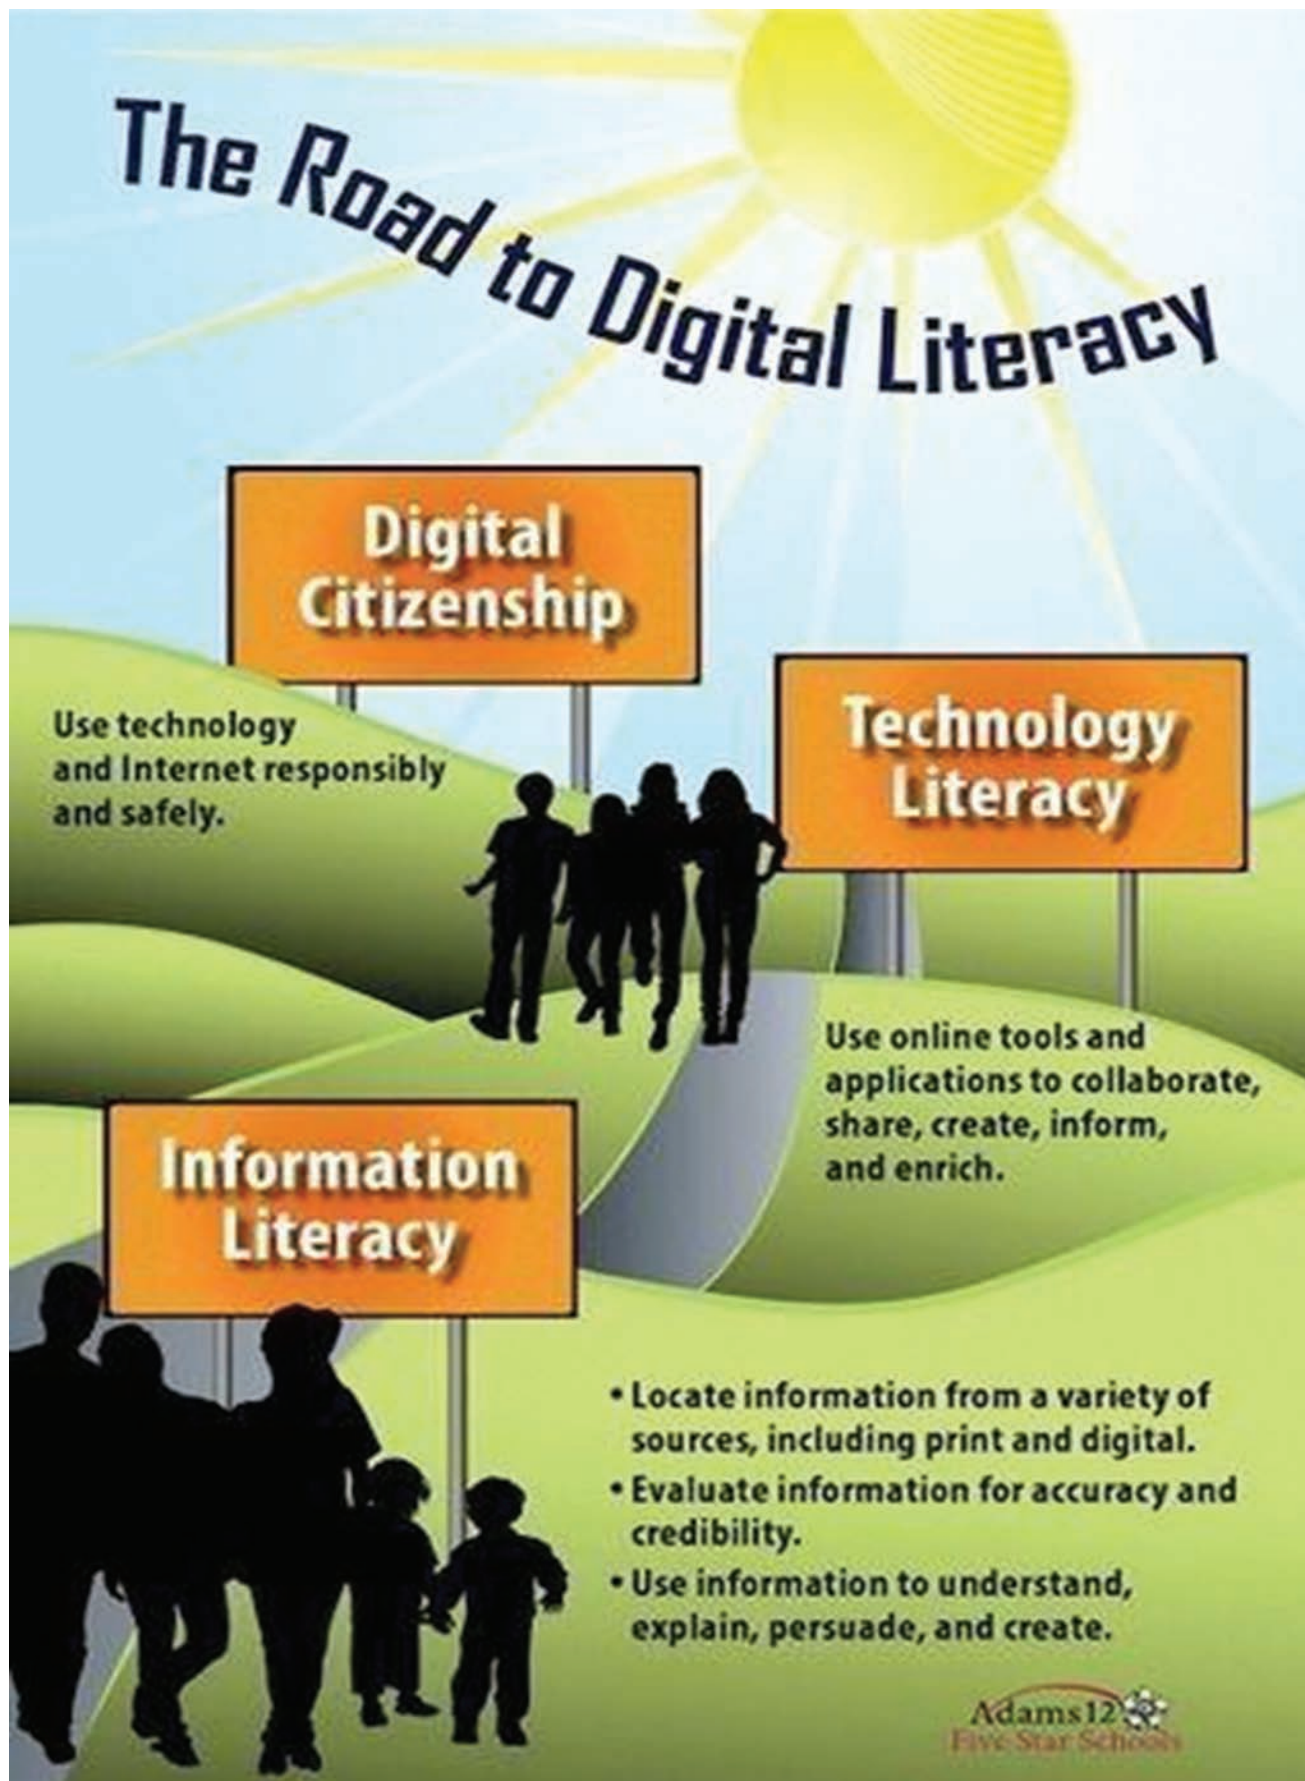 The Road to Digital Literacy
Digital
Citizenship
Use technology
and Internet responsibly
and safely.
Technology
Literacy
Use online tools and
applications to collaborate,
share, create, inform,
and enrich.
Information
Literacy
• Locate information from a variety of
sources, including print and digital.
• Evaluate information for accuracy and
credibility.
• Use information to understand,
explain, persuade, and create.
Adams12
Five Star Schools